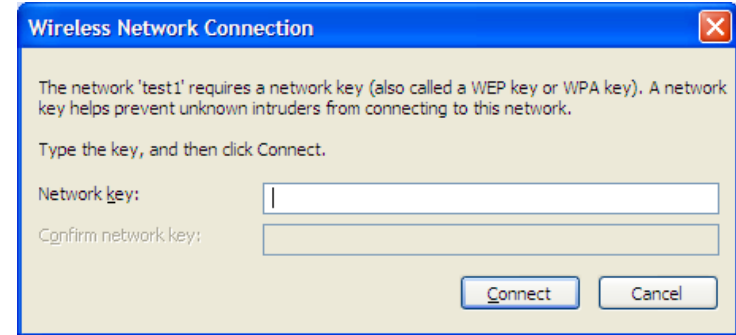 Wireless Network Connection
The network 'test1' requires a network key (also called a WEP key or WPA key). A network
key helps prevent unknown intruders from connecting to this network.
Type the key, and then click Connect.
Network key:
Confirm network key:
Connect Cancel